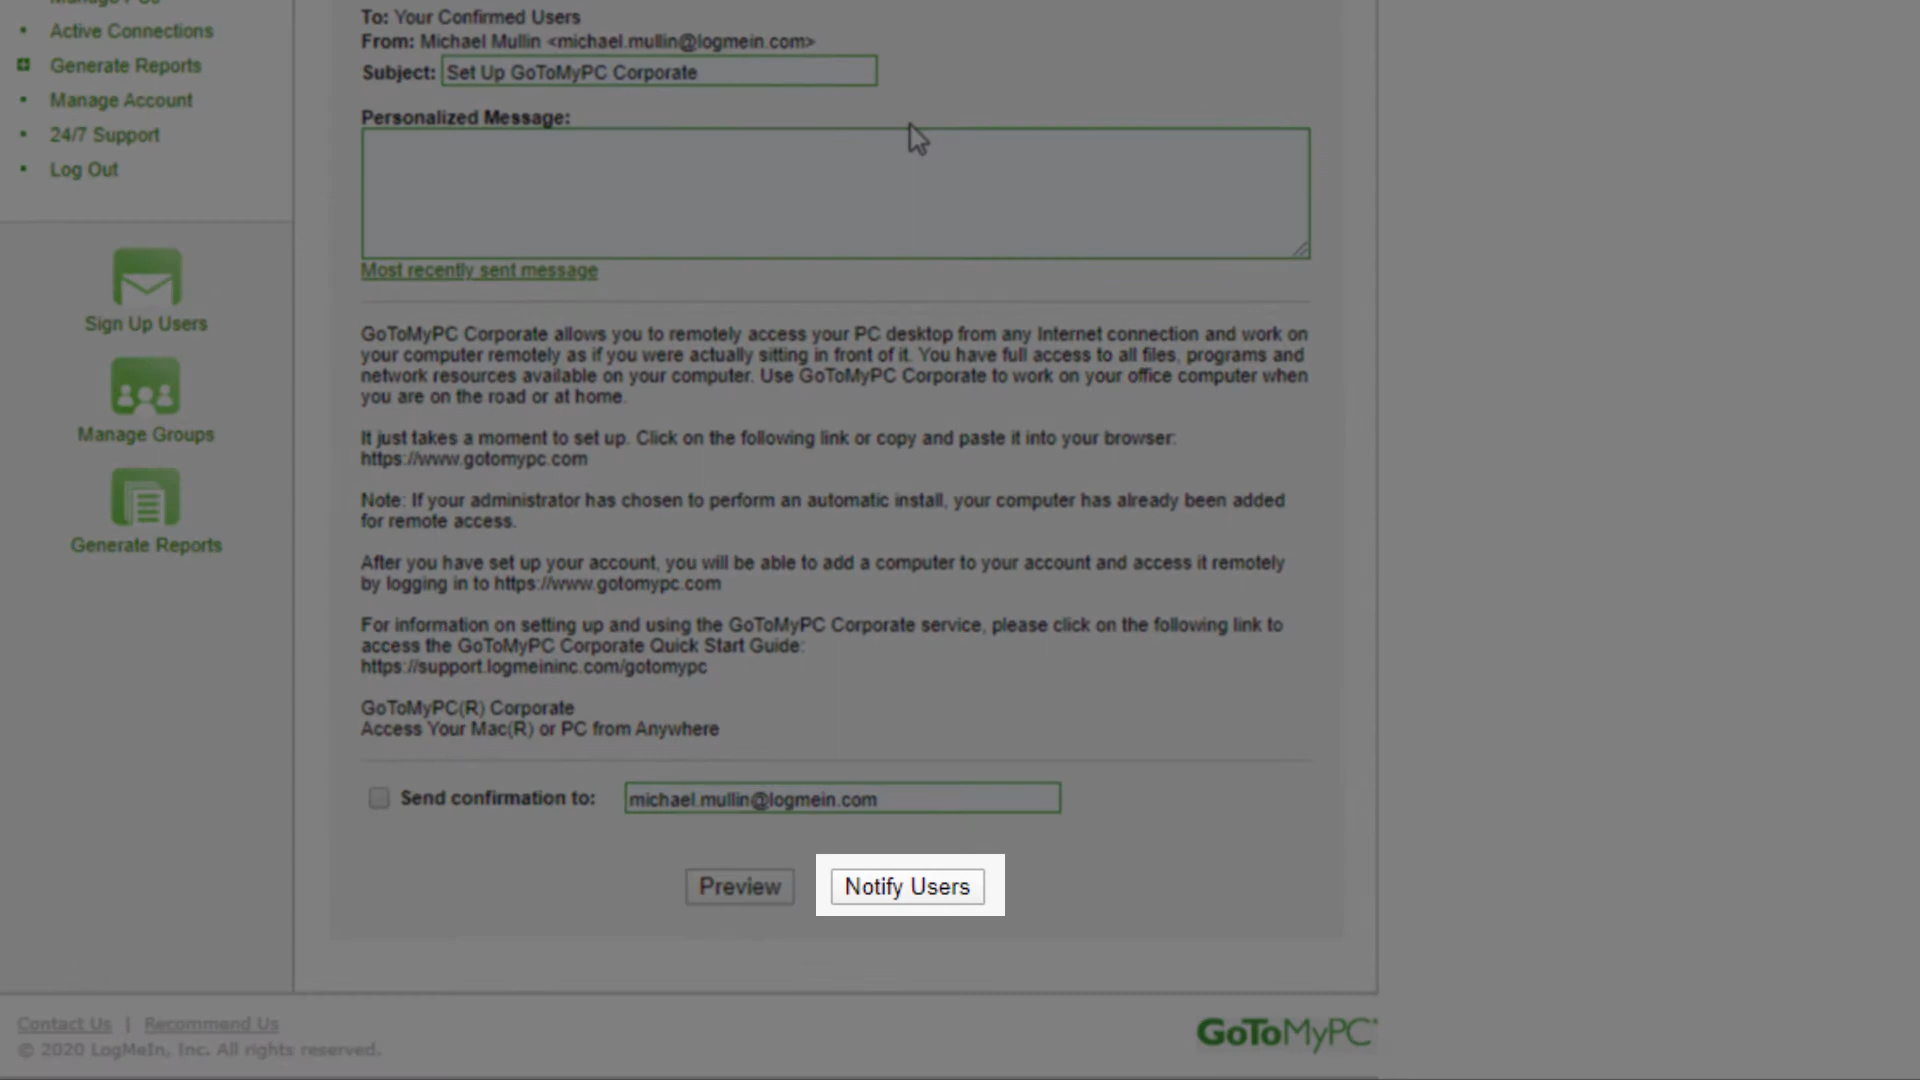 Active Connections
Generate Reports
Manage Account
24/7 Support
Log Out
Sign Up Users
Manage Groups
Generate Reports
To: Your Confirmed Users
From: Michael Mullin <michael.mullin@logmein.com>
Subject: Set Up GoToMyPC Corporate
Personalized Message:
Most recently sent message
GoToMyPC Corporate allows you to remotely access your PC desktop from any Internet connection and work on
your computer remotely as if you were actually sitting in front of it. You have full access to all files, programs and
network resources available on your computer. Use GoToMyPC Corporate to work on your office computer when
you are on the road or at home.
It just takes a moment to set up. Click on the following link or copy and paste it into your browser:
https://www.gotomypc.com
Note: If your administrator has chosen to perform an automatic install, your computer has already been added
for remote access.
After you have set up your account, you will be able to add a computer to your account and access it remotely
by logging in to https://www.gotomypc.com
For information on setting up and using the GoToMyPC Corporate service, please click on the following link to
access the GoToMyPC Corporate Quick Start Guide:
https://support.logmeininc.com/gotomypc
GoToMyPC(R) Corporate
Access Your Mac(R) or PC from Anywhere
Send confirmation to: michael.mullin@logmein.com
Preview Notify Users
Contact Us | Recommend Us
© 2020 LogMeIn, Inc. All rights reserved.
GoToMyPC